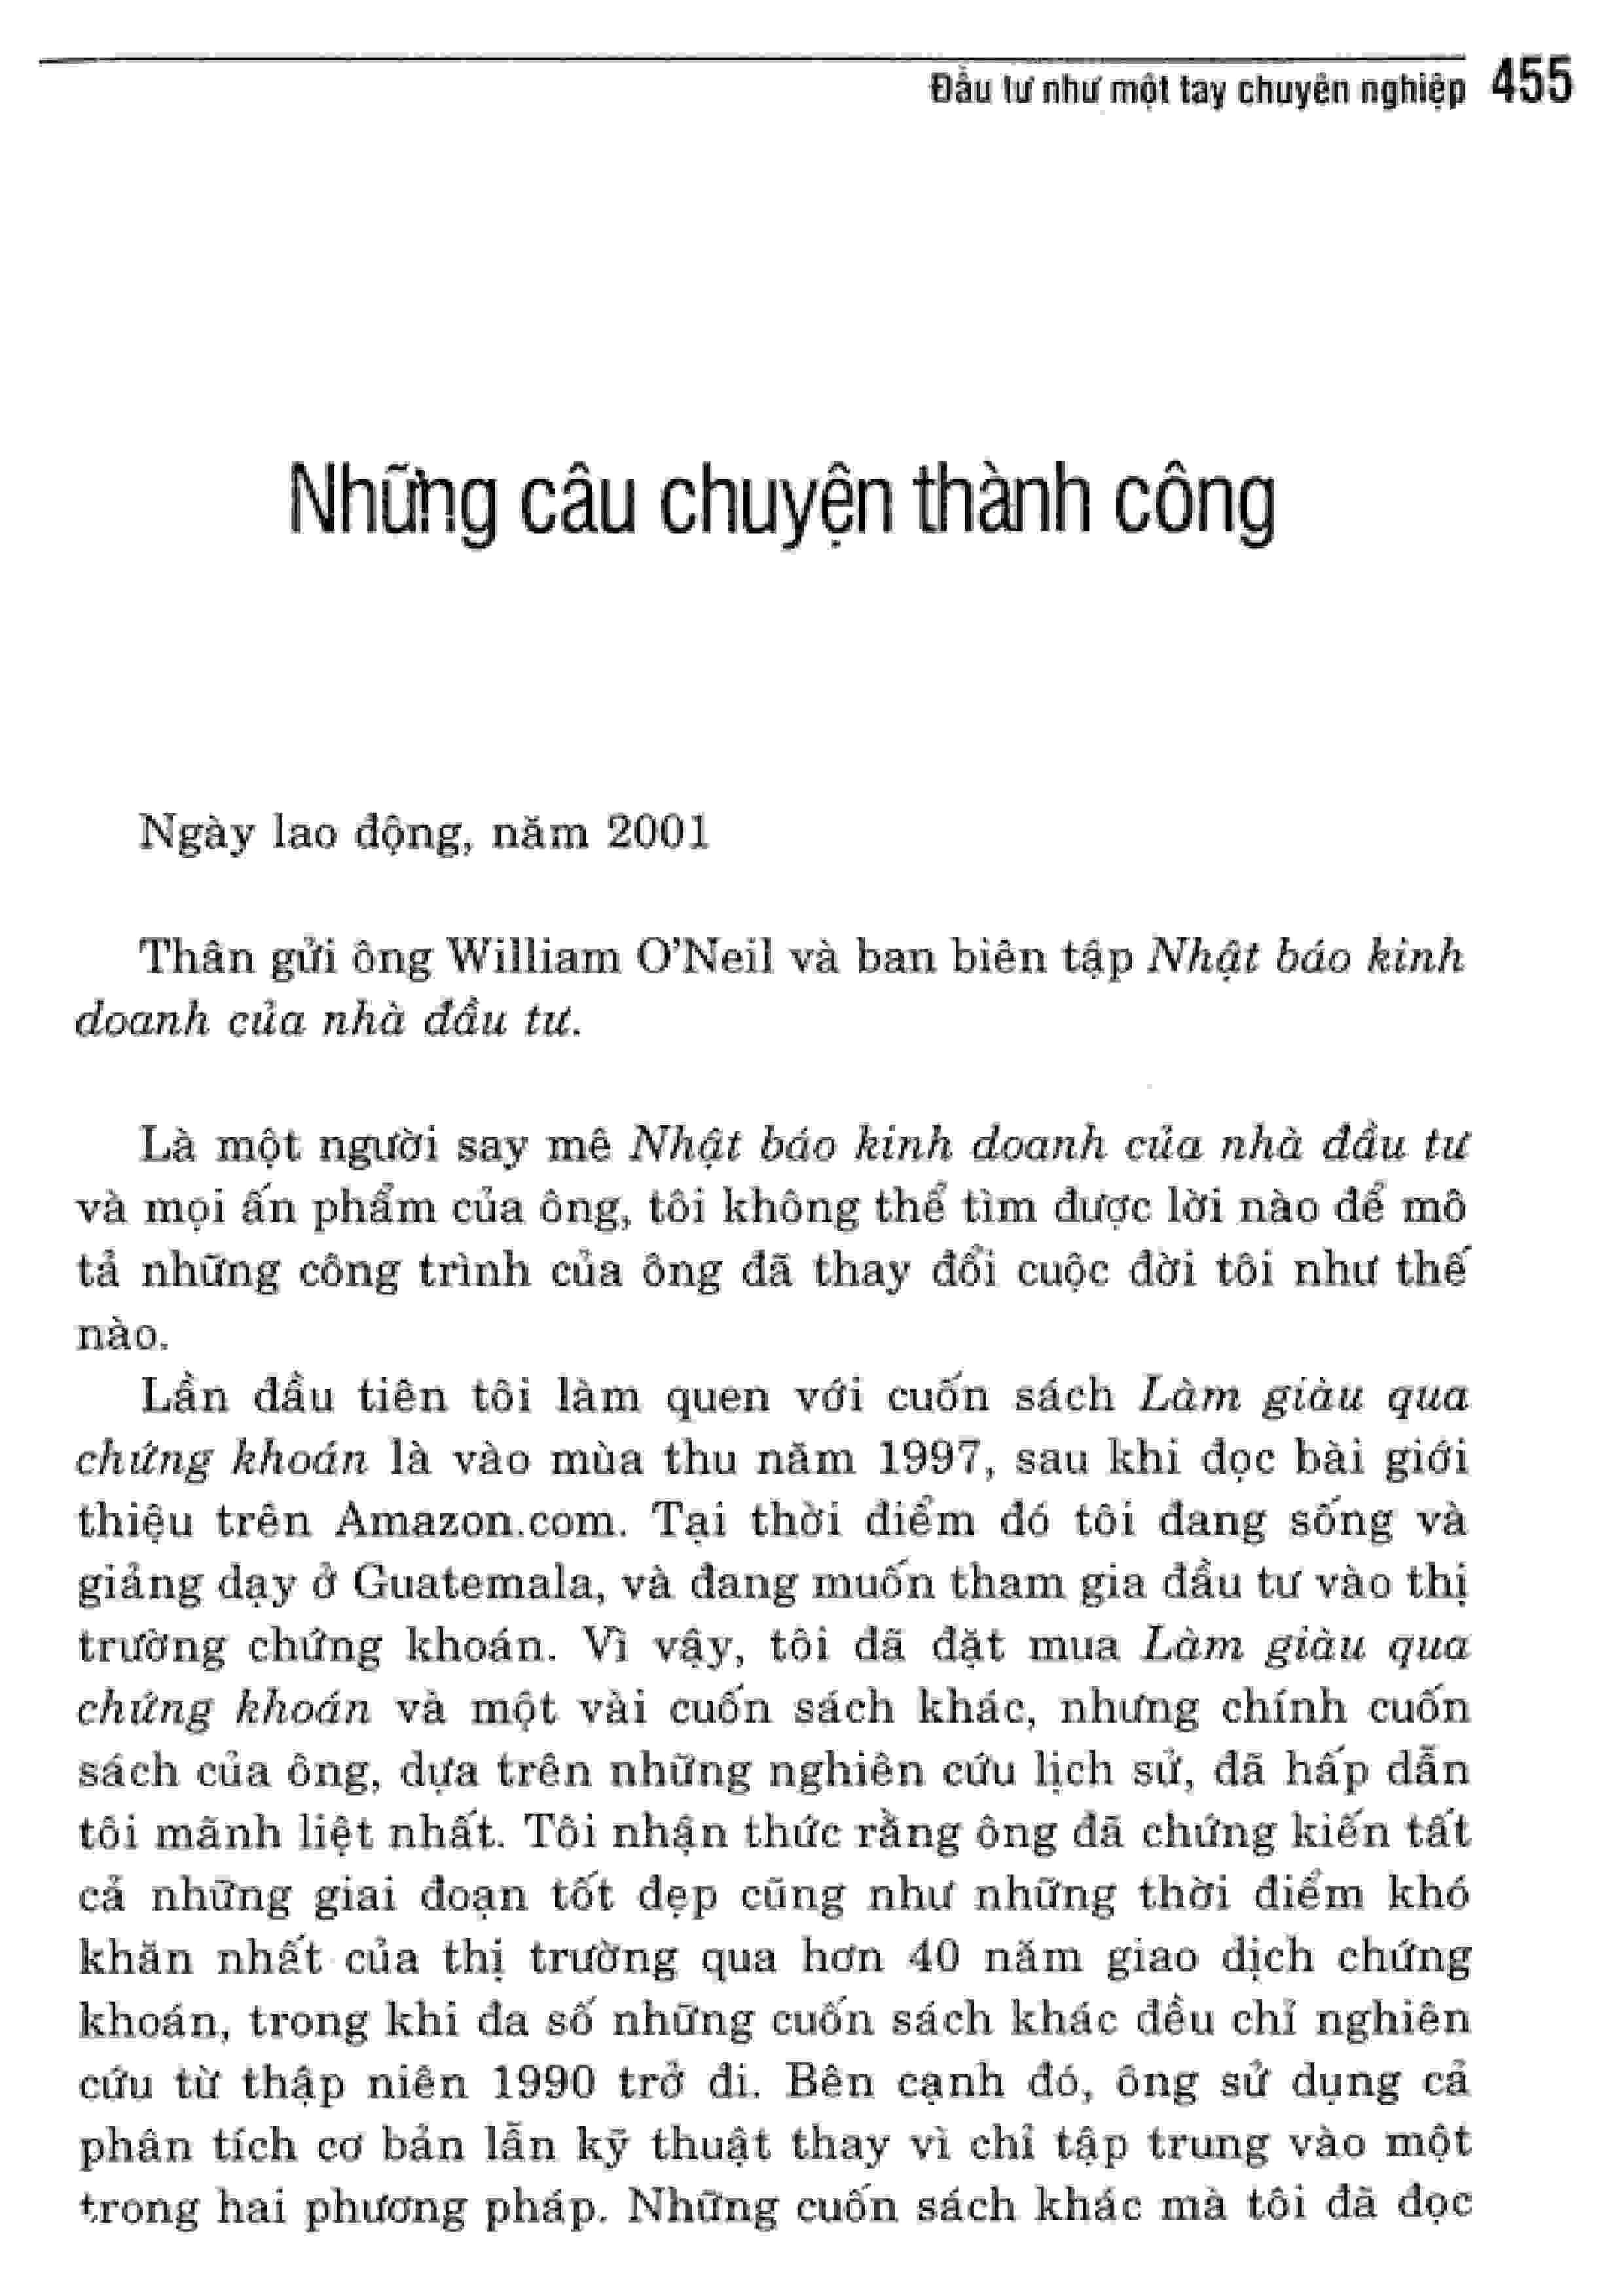 Đầu tư như một tay chuyên nghiệp 455
Những câu chuyện thành công
Ngày lao động, năm 2001
Thân gửi ông William O'Neil và ban biên tập Nhật báo kinh
doanh của nhà đầu tư.
Là một người say mê Nhật báo kinh doanh của nhà đầu tư
và mọi ấn phẩm của ông, tôi không thể tìm được lời nào để mô
tả những công trình của ông đã thay đổi cuộc đời tôi như thế
nào.
Lần đầu tiên tôi làm quen với cuốn sách Làm giàu qua
chứng khoán là vào mùa thu năm 1997, sau khi đọc bài giới
thiệu trên Amazon.com. Tại thời điểm đó tôi đang sống và
giảng dạy ở Guatemala, và đang muốn tham gia đầu tư vào thị
trường chứng khoán. Vì vậy, tôi đã đặt mua Làm giàu qua
chứng khoán và một vài cuốn sách khác, nhưng chính cuốn
sách của ông, dựa trên những nghiên cứu lịch sử, đã hấp dẫn
tôi mãnh liệt nhất. Tôi nhận thức rằng ông đã chứng kiến tất
cả những giai đoạn tốt đẹp cũng như những thời điểm khó
khăn nhất của thị trường qua hơn 40 năm giao dịch chứng
khoán, trong khi đa số những cuốn sách khác đều chỉ nghiên
cứu từ thập niên 1990 trở đi. Bên cạnh đó, ông sử dụng cả
phân tích cơ bản lẫn kỹ thuật thay vì chỉ tập trung vào một
trong hai phương pháp. Những cuốn sách khác mà tôi đã đọc